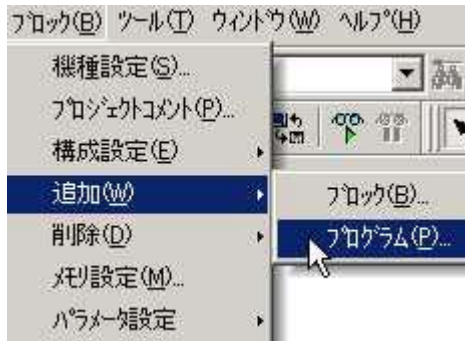 ﾌﾞﾛｯｸ(B) ﾂｰﾙ(T) ｳｨﾝﾄﾞｳ(W) ﾍﾙﾌﾟ(H)
機種設定(S)...
ﾌﾟﾛｼﾞｪｸﾄｺﾒﾝﾄ(P)...
構成設定(E)
追加(W)
ﾌﾞﾛｯｸ(B)...
削除(D)
ﾌﾟﾛｸﾞﾗﾑ(P)...
ﾒﾓﾘ設定(M)...
ﾊﾟﾗﾒｰﾀ設定